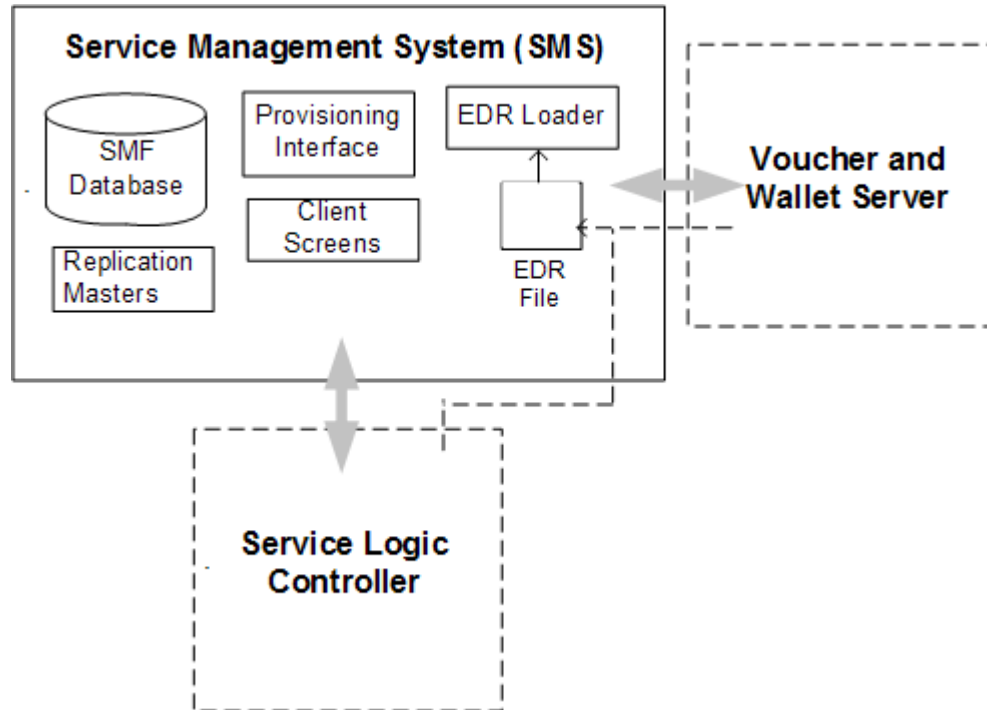 Service Management System (SMS)
SMF
Database
Provisioning
Interface
EDR Loader
Client
Screens
Replication
Masters
EDR
File
Voucher and
Wallet Server
Service Logic
Controller